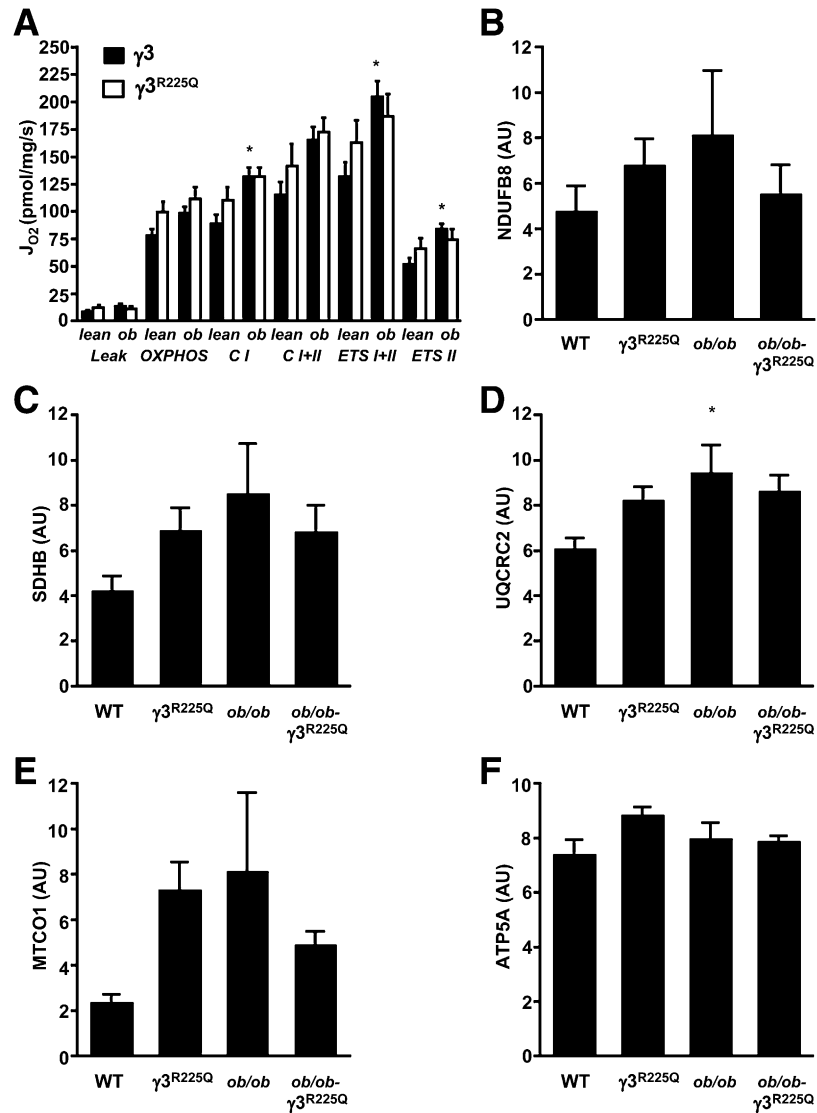 A
γ3
γ3R225Q
JO2 (pmol/mg/s)
250
225
200
175
150
125
100
75
50
25
0
*
*
*
lean ob lean ob lean ob lean ob lean ob lean ob
Leak OXPHOS C I C I+II ETS I+II ETS II
B
NDUFB8 (AU)
12
10
8
6
4
2
0
WT γ3R225Q ob/ob ob/ob-
γ3R225Q
C
SDHB (AU)
12
10
8
6
4
2
0
WT γ3R225Q ob/ob ob/ob-
γ3R225Q
D
UQCRC2 (AU)
12
10
8
6
4
2
0
*
WT γ3R225Q ob/ob ob/ob-
γ3R225Q
E
MTCO1 (AU)
12
10
8
6
4
2
0
WT γ3R225Q ob/ob ob/ob-
γ3R225Q
F
ATP5A (AU)
10
8
6
4
2
0
WT γ3R225Q ob/ob ob/ob-
γ3R225Q